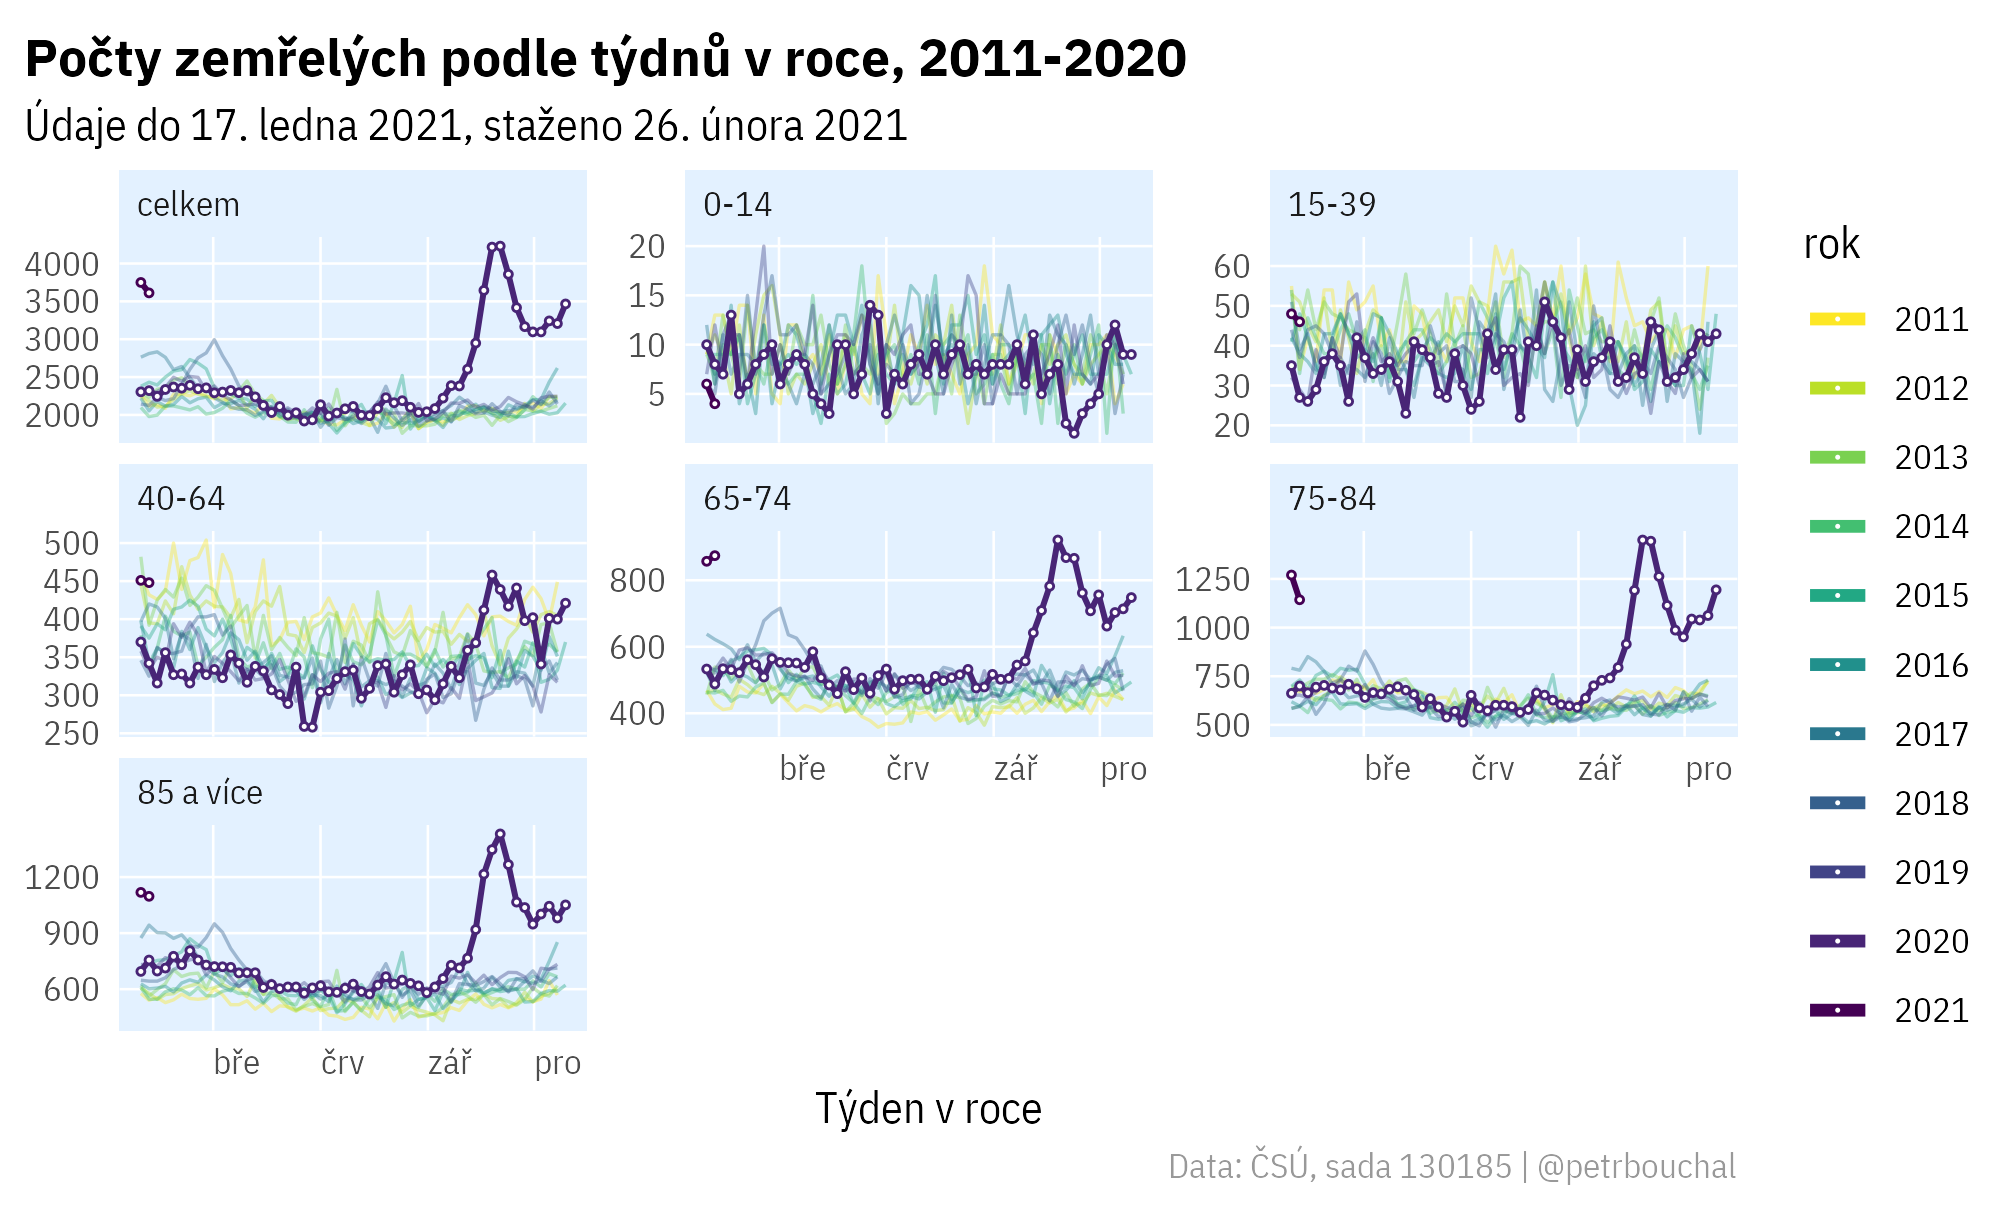 Počty zemřelých podle týdnů v roce, 2011-2020
Údaje do 17. ledna 2021, staženo 26. února 2021
celkem
4000
3500
3000
2500
2000
0-14
20
15
10
5
15-39
60
50
40
30
20
40-64
500
450
400
350
300
250
65-74
800
600
400
bře
črv
zář
pro
75-84
1250
1000
750
500
bře
črv
zář
pro
85 a více
1200
900
600
bře
črv
zář
pro
rok
2011
2012
2013
2014
2015
2016
2017
2018
2019
2020
2021
Týden v roce
Data: ČSÚ, sada 130185 | @petrbouchal